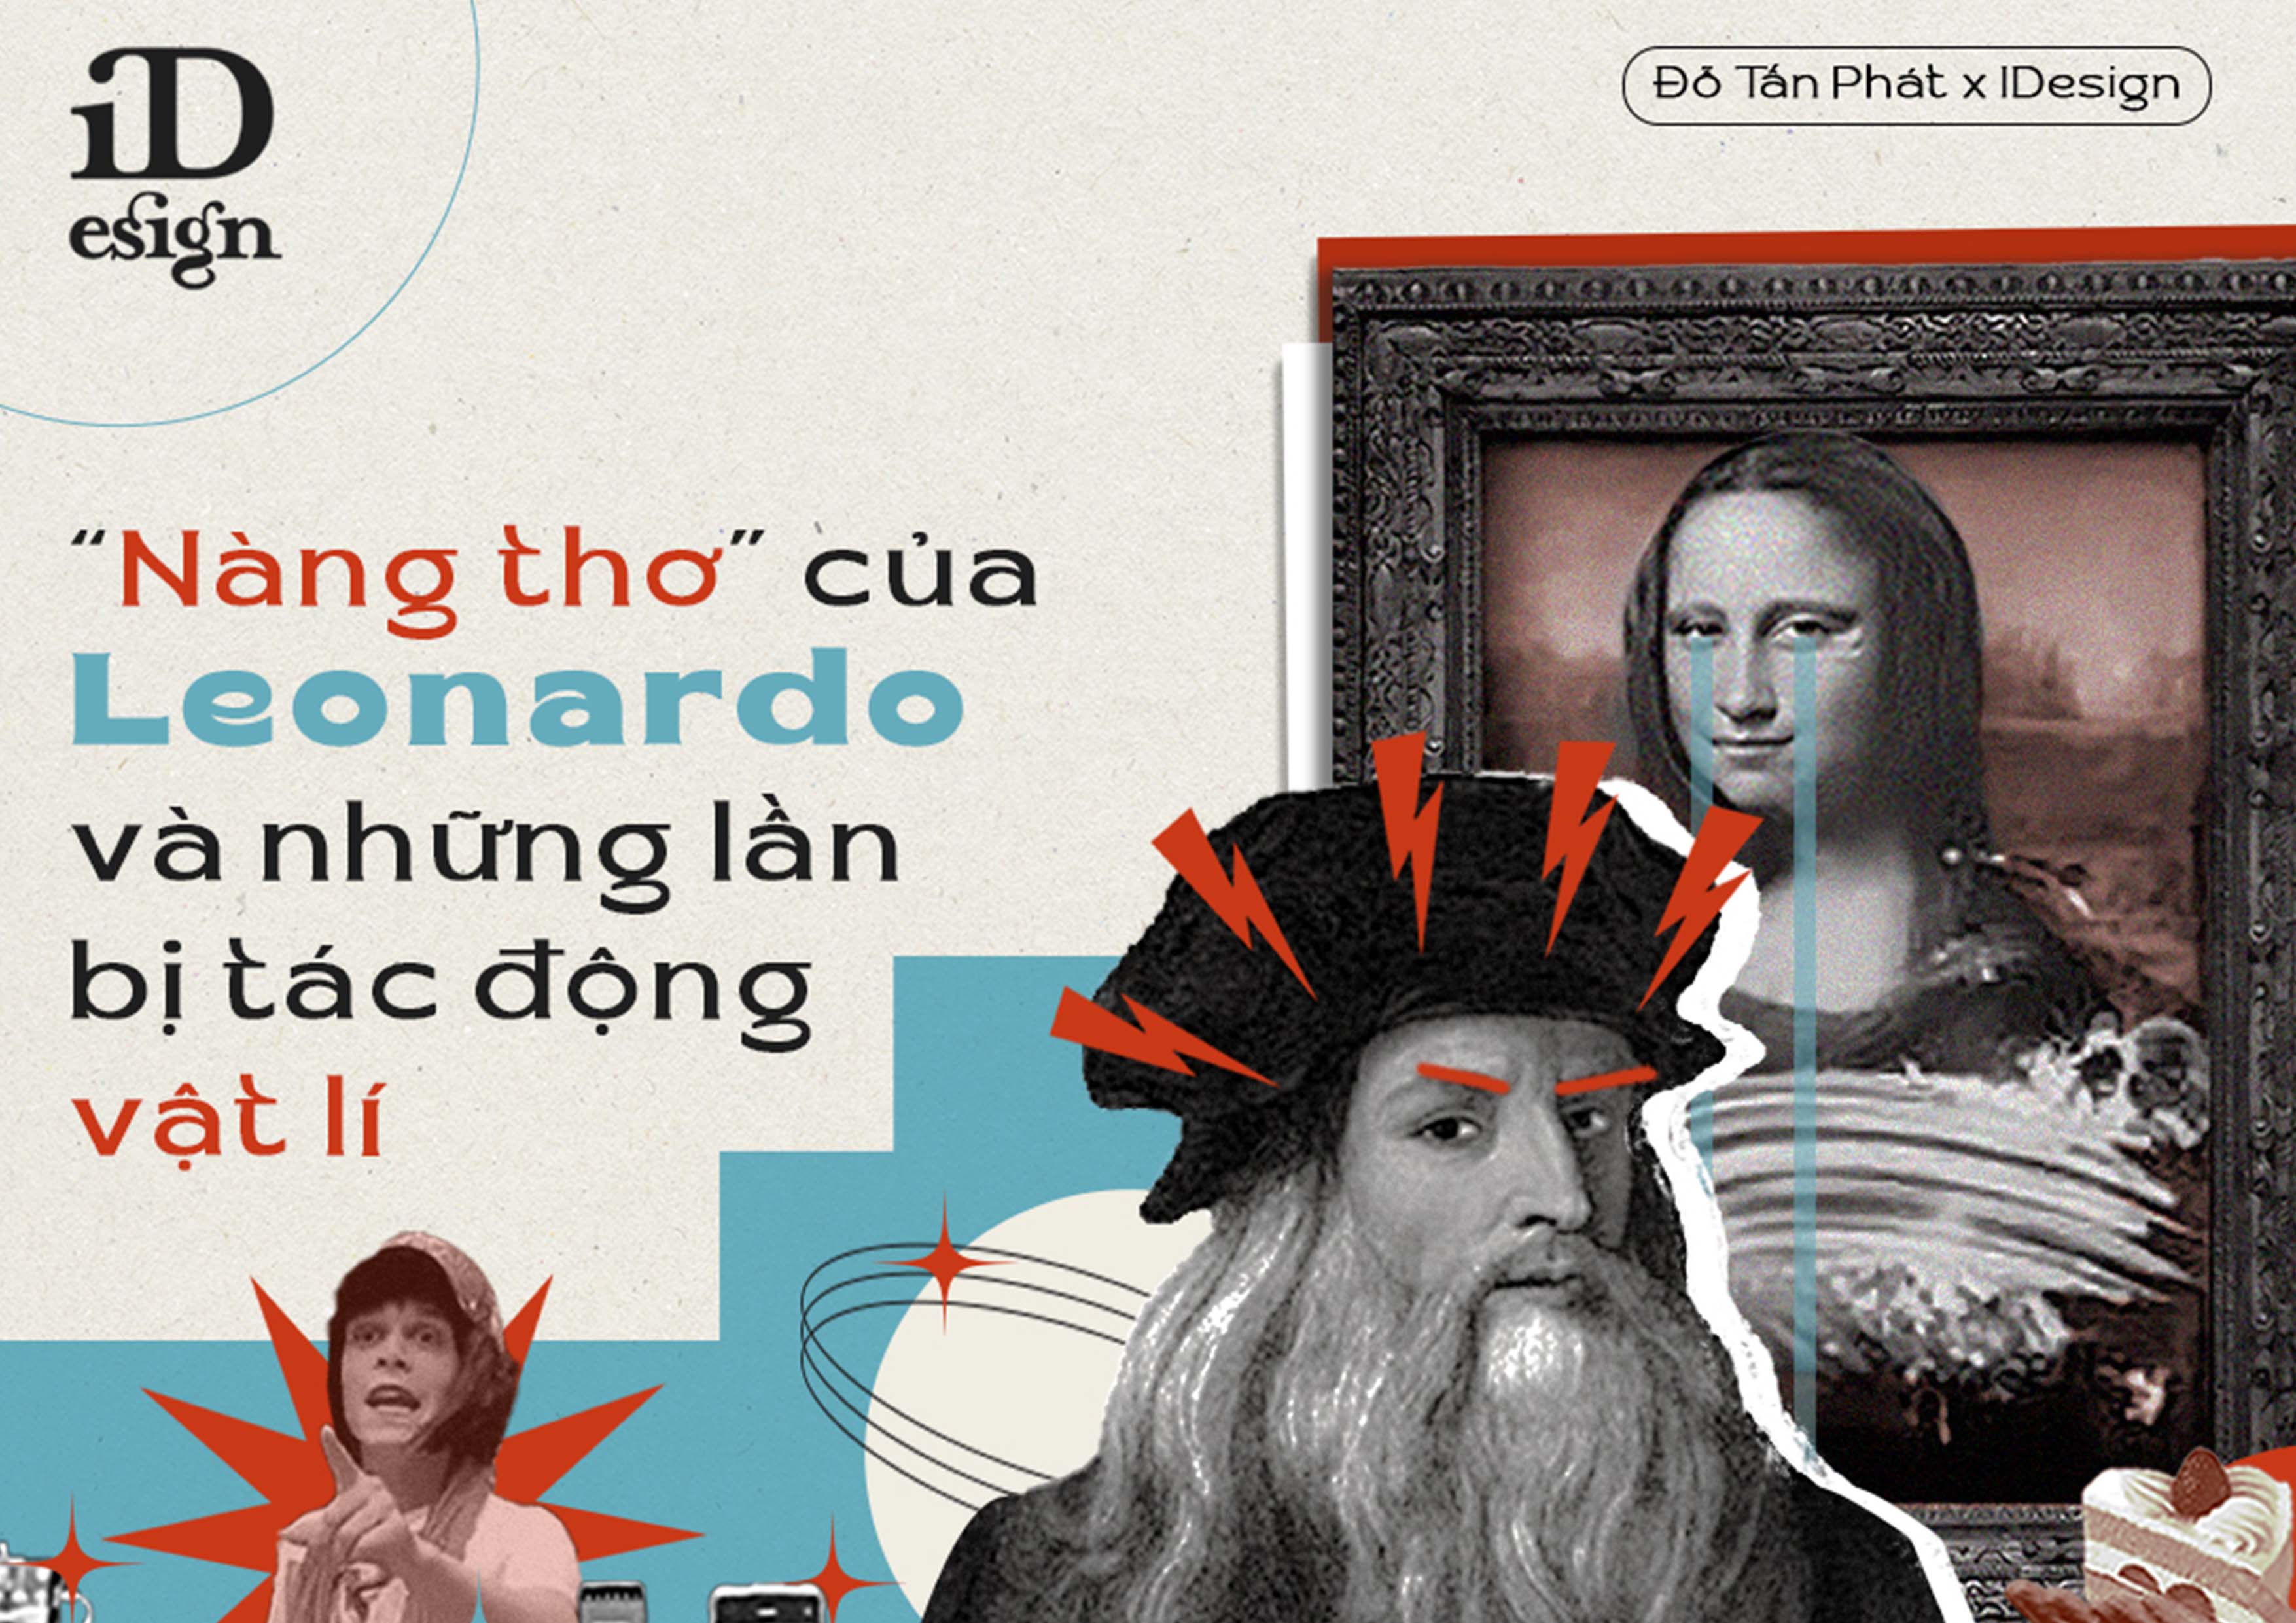 iD
esign
Đỗ Tấn Phát x IDesign
“Nàng thơ” của
Leonardo
và những lần
bị tác động
vật lí